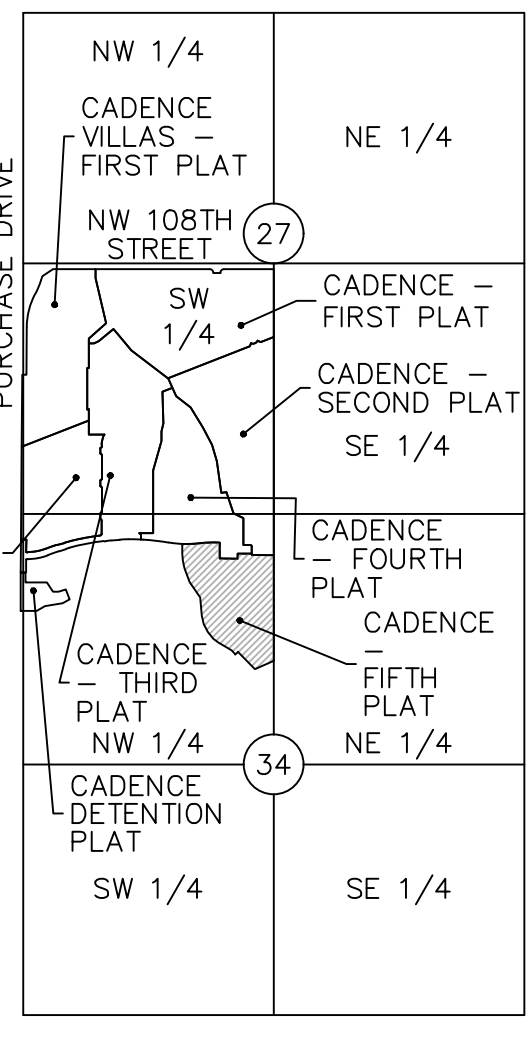 NW 1/4
CADENCE
VILLAS –
FIRST PLAT
NE 1/4
PURCHASE DRIVE
NW 108TH
STREET
27
SW
1/4
CADENCE –
FIRST PLAT
CADENCE –
SECOND PLAT
SE 1/4
CADENCE
– FOURTH
PLAT
CADENCE
–
FIFTH
PLAT
CADENCE
– THIRD
PLAT
NW 1/4
NE 1/4
34
CADENCE
DETENTION
PLAT
SW 1/4
SE 1/4